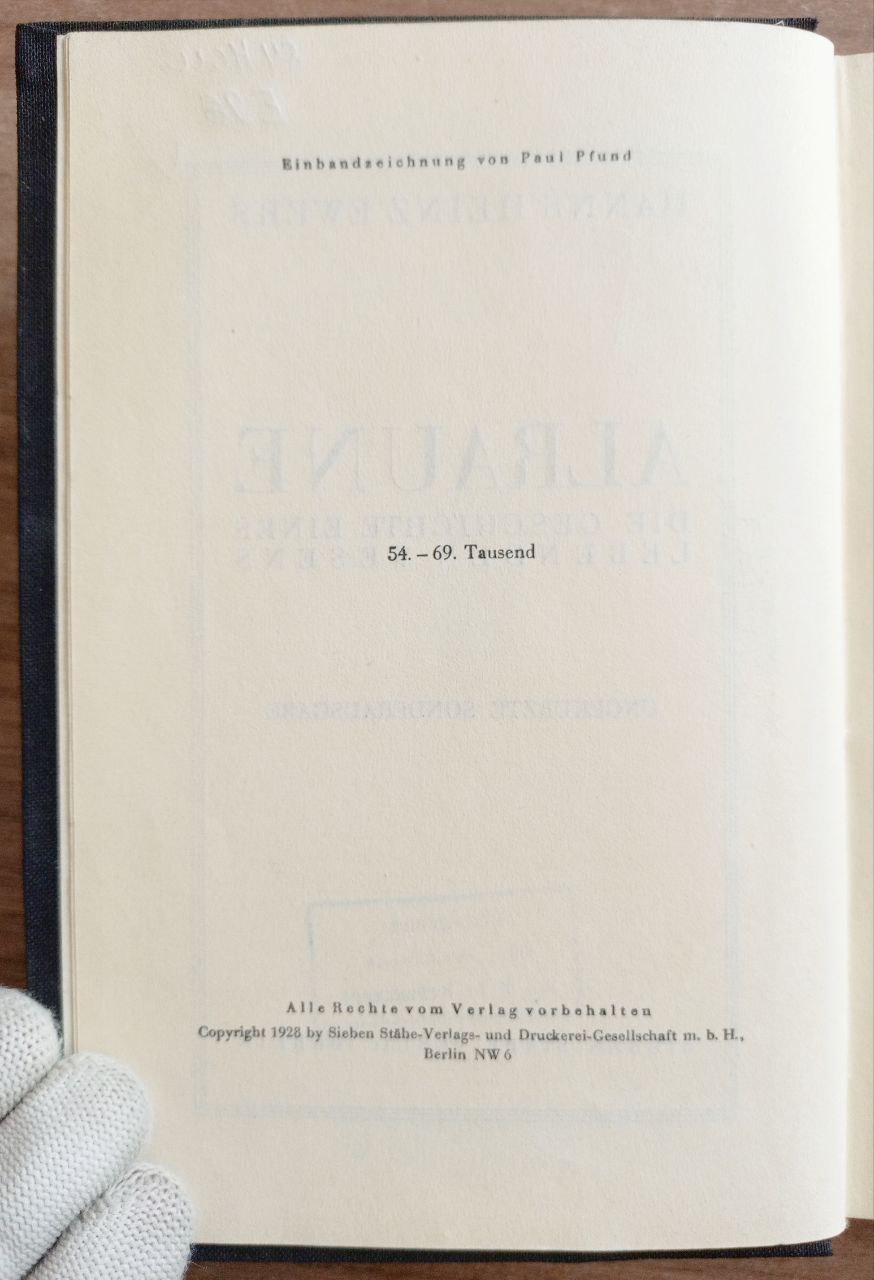 Einbandzeichnung von Paul Pfund
54. – 69. Tausend
Alle Rechte vom Verlag vorbehalten
Copyright 1928 by Sieben Stäbe-Verlags- und Druckerei-Gesellschaft m. b. H.,
Berlin NW 6